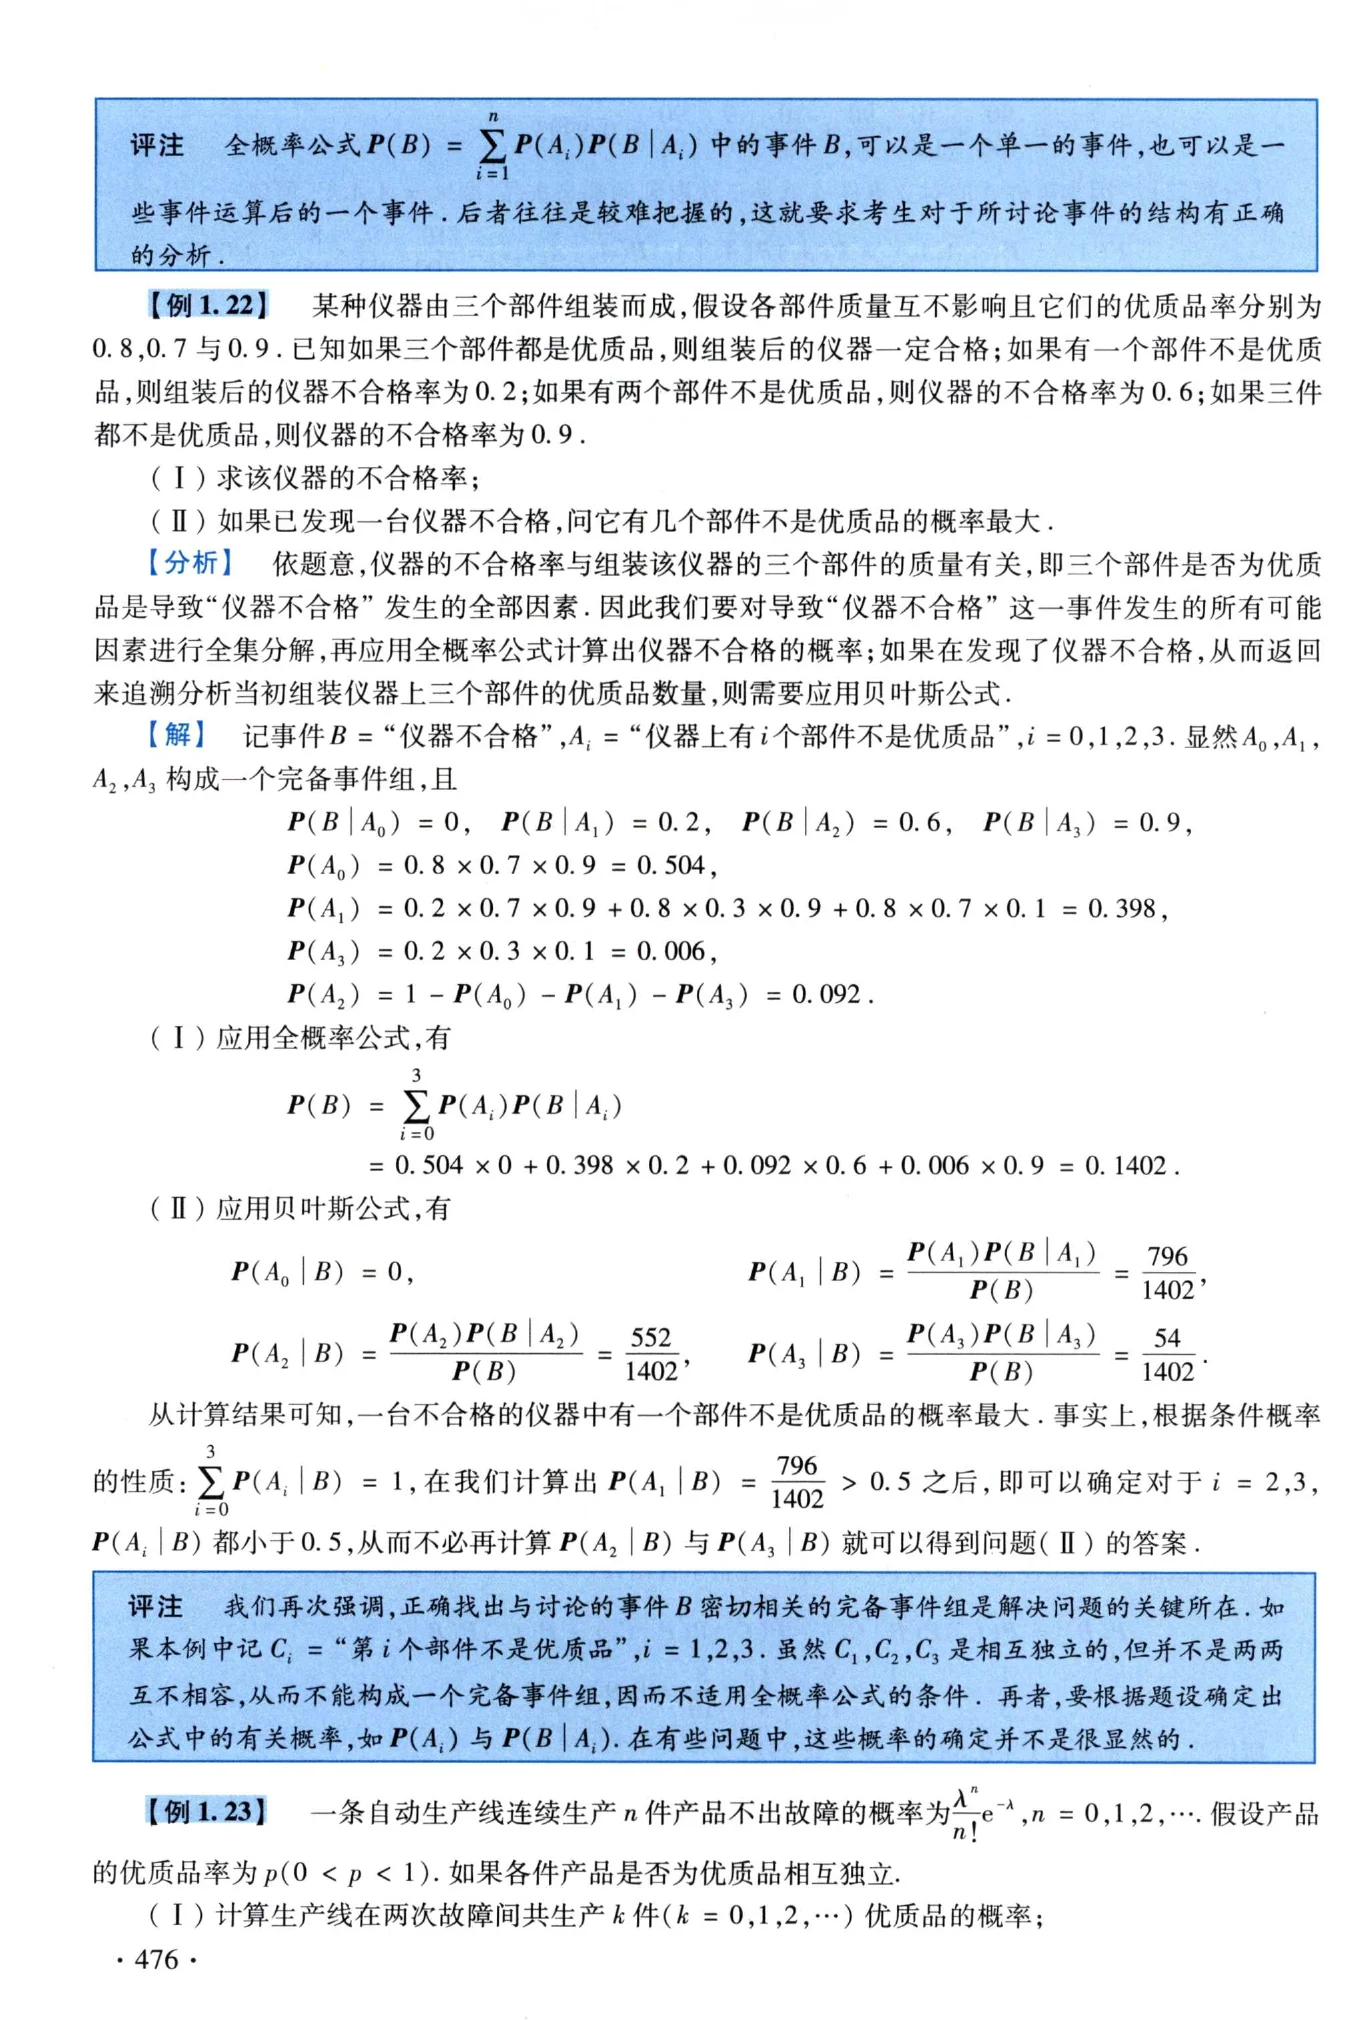 评注 全概率公式P(B) = $\sum_{i=1}^{n}$P(A_i)P(B|A_i)中的事件B,可以是一个单一的事件,也可以是一
些事件运算后的一个事件.后者往往是较难把握的,这就要求考生对于所讨论事件的结构有正确
的分析.
【例1.22】 某种仪器由三个部件组装而成,假设各部件质量互不影响且它们的优质品率分别为
0.8,0.7与0.9.已知如果三个部件都是优质品,则组装后的仪器一定合格;如果有一个部件不是优质
品,则组装后的仪器不合格率为0.2;如果有两个部件不是优质品,则仪器的不合格率为0.6;如果三件
都不是优质品,则仪器的不合格率为0.9.
(Ⅰ)求该仪器的不合格率;
(Ⅱ)如果已发现一台仪器不合格,问它有几个部件不是优质品的概率最大.
【分析】 依题意,仪器的不合格率与组装该仪器的三个部件的质量有关,即三个部件是否为优质
品是导致“仪器不合格”发生的全部因素.因此我们要对导致“仪器不合格”这一事件发生的所有可能
因素进行全集分解,再应用全概率公式计算出仪器不合格的概率;如果在发现了仪器不合格,从而返回
来追溯分析当初组装仪器上三个部件的优质品数量,则需要应用贝叶斯公式.
【解】 记事件B = “仪器不合格”,A_i = “仪器上有i个部件不是优质品”,i = 0,1,2,3.显然A_0,A_1,
A_2,A_3构成一个完备事件组,且
P(B|A_0) = 0, P(B|A_1) = 0.2, P(B|A_2) = 0.6, P(B|A_3) = 0.9,
P(A_0) = 0.8 × 0.7 × 0.9 = 0.504,
P(A_1) = 0.2 × 0.7 × 0.9 + 0.8 × 0.3 × 0.9 + 0.8 × 0.7 × 0.1 = 0.398,
P(A_3) = 0.2 × 0.3 × 0.1 = 0.006,
P(A_2) = 1 - P(A_0) - P(A_1) - P(A_3) = 0.092.
(Ⅰ)应用全概率公式,有
P(B) = $\sum_{i=0}^{3}$P(A_i)P(B|A_i)
= 0.504 × 0 + 0.398 × 0.2 + 0.092 × 0.6 + 0.006 × 0.9 = 0.1402.
(Ⅱ)应用贝叶斯公式,有
P(A_0|B) = 0, P(A_1|B) = $\frac{P(A_1)P(B|A_1)}{P(B)}$ = $\frac{796}{1402}$,
P(A_2|B) = $\frac{P(A_2)P(B|A_2)}{P(B)}$ = $\frac{552}{1402}$, P(A_3|B) = $\frac{P(A_3)P(B|A_3)}{P(B)}$ = $\frac{54}{1402}$.
从计算结果可知,一台不合格的仪器中有一个部件不是优质品的概率最大.事实上,根据条件概率
的性质:$\sum_{i=0}^{3}$P(A_i|B) = 1,在我们计算出P(A_1|B) = $\frac{796}{1402}$ > 0.5之后,即可以确定对于i = 2,3,
P(A_i|B)都小于0.5,从而不必再计算P(A_2|B)与P(A_3|B)就可以得到问题(Ⅱ)的答案.
评注 我们再次强调,正确找出与讨论的事件B密切相关的完备事件组是解决问题的关键所在.如
果本例中记C_i = “第i个部件不是优质品”,i = 1,2,3.虽然C_1,C_2,C_3是相互独立的,但并不是两两
互不相容,从而不能构成一个完备事件组,因而不适用全概率公式的条件. 再者,要根据题设确定出
公式中的有关概率,如P(A_i)与P(B|A_i).在有些问题中,这些概率的确定并不是很显然的.
【例1.23】 一条自动生产线连续生产n件产品不出故障的概率为$\frac{λ^n}{n!}$e^{-λ},n = 0,1,2,⋯.假设产品
的优质品率为p(0 < p < 1).如果各件产品是否为优质品相互独立.
(Ⅰ)计算生产线在两次故障间共生产k件(k = 0,1,2,⋯)优质品的概率;
·476·